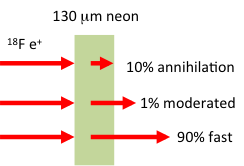 130 μm neon
¹⁸F e⁺
10% annihilation
1% moderated
90% fast